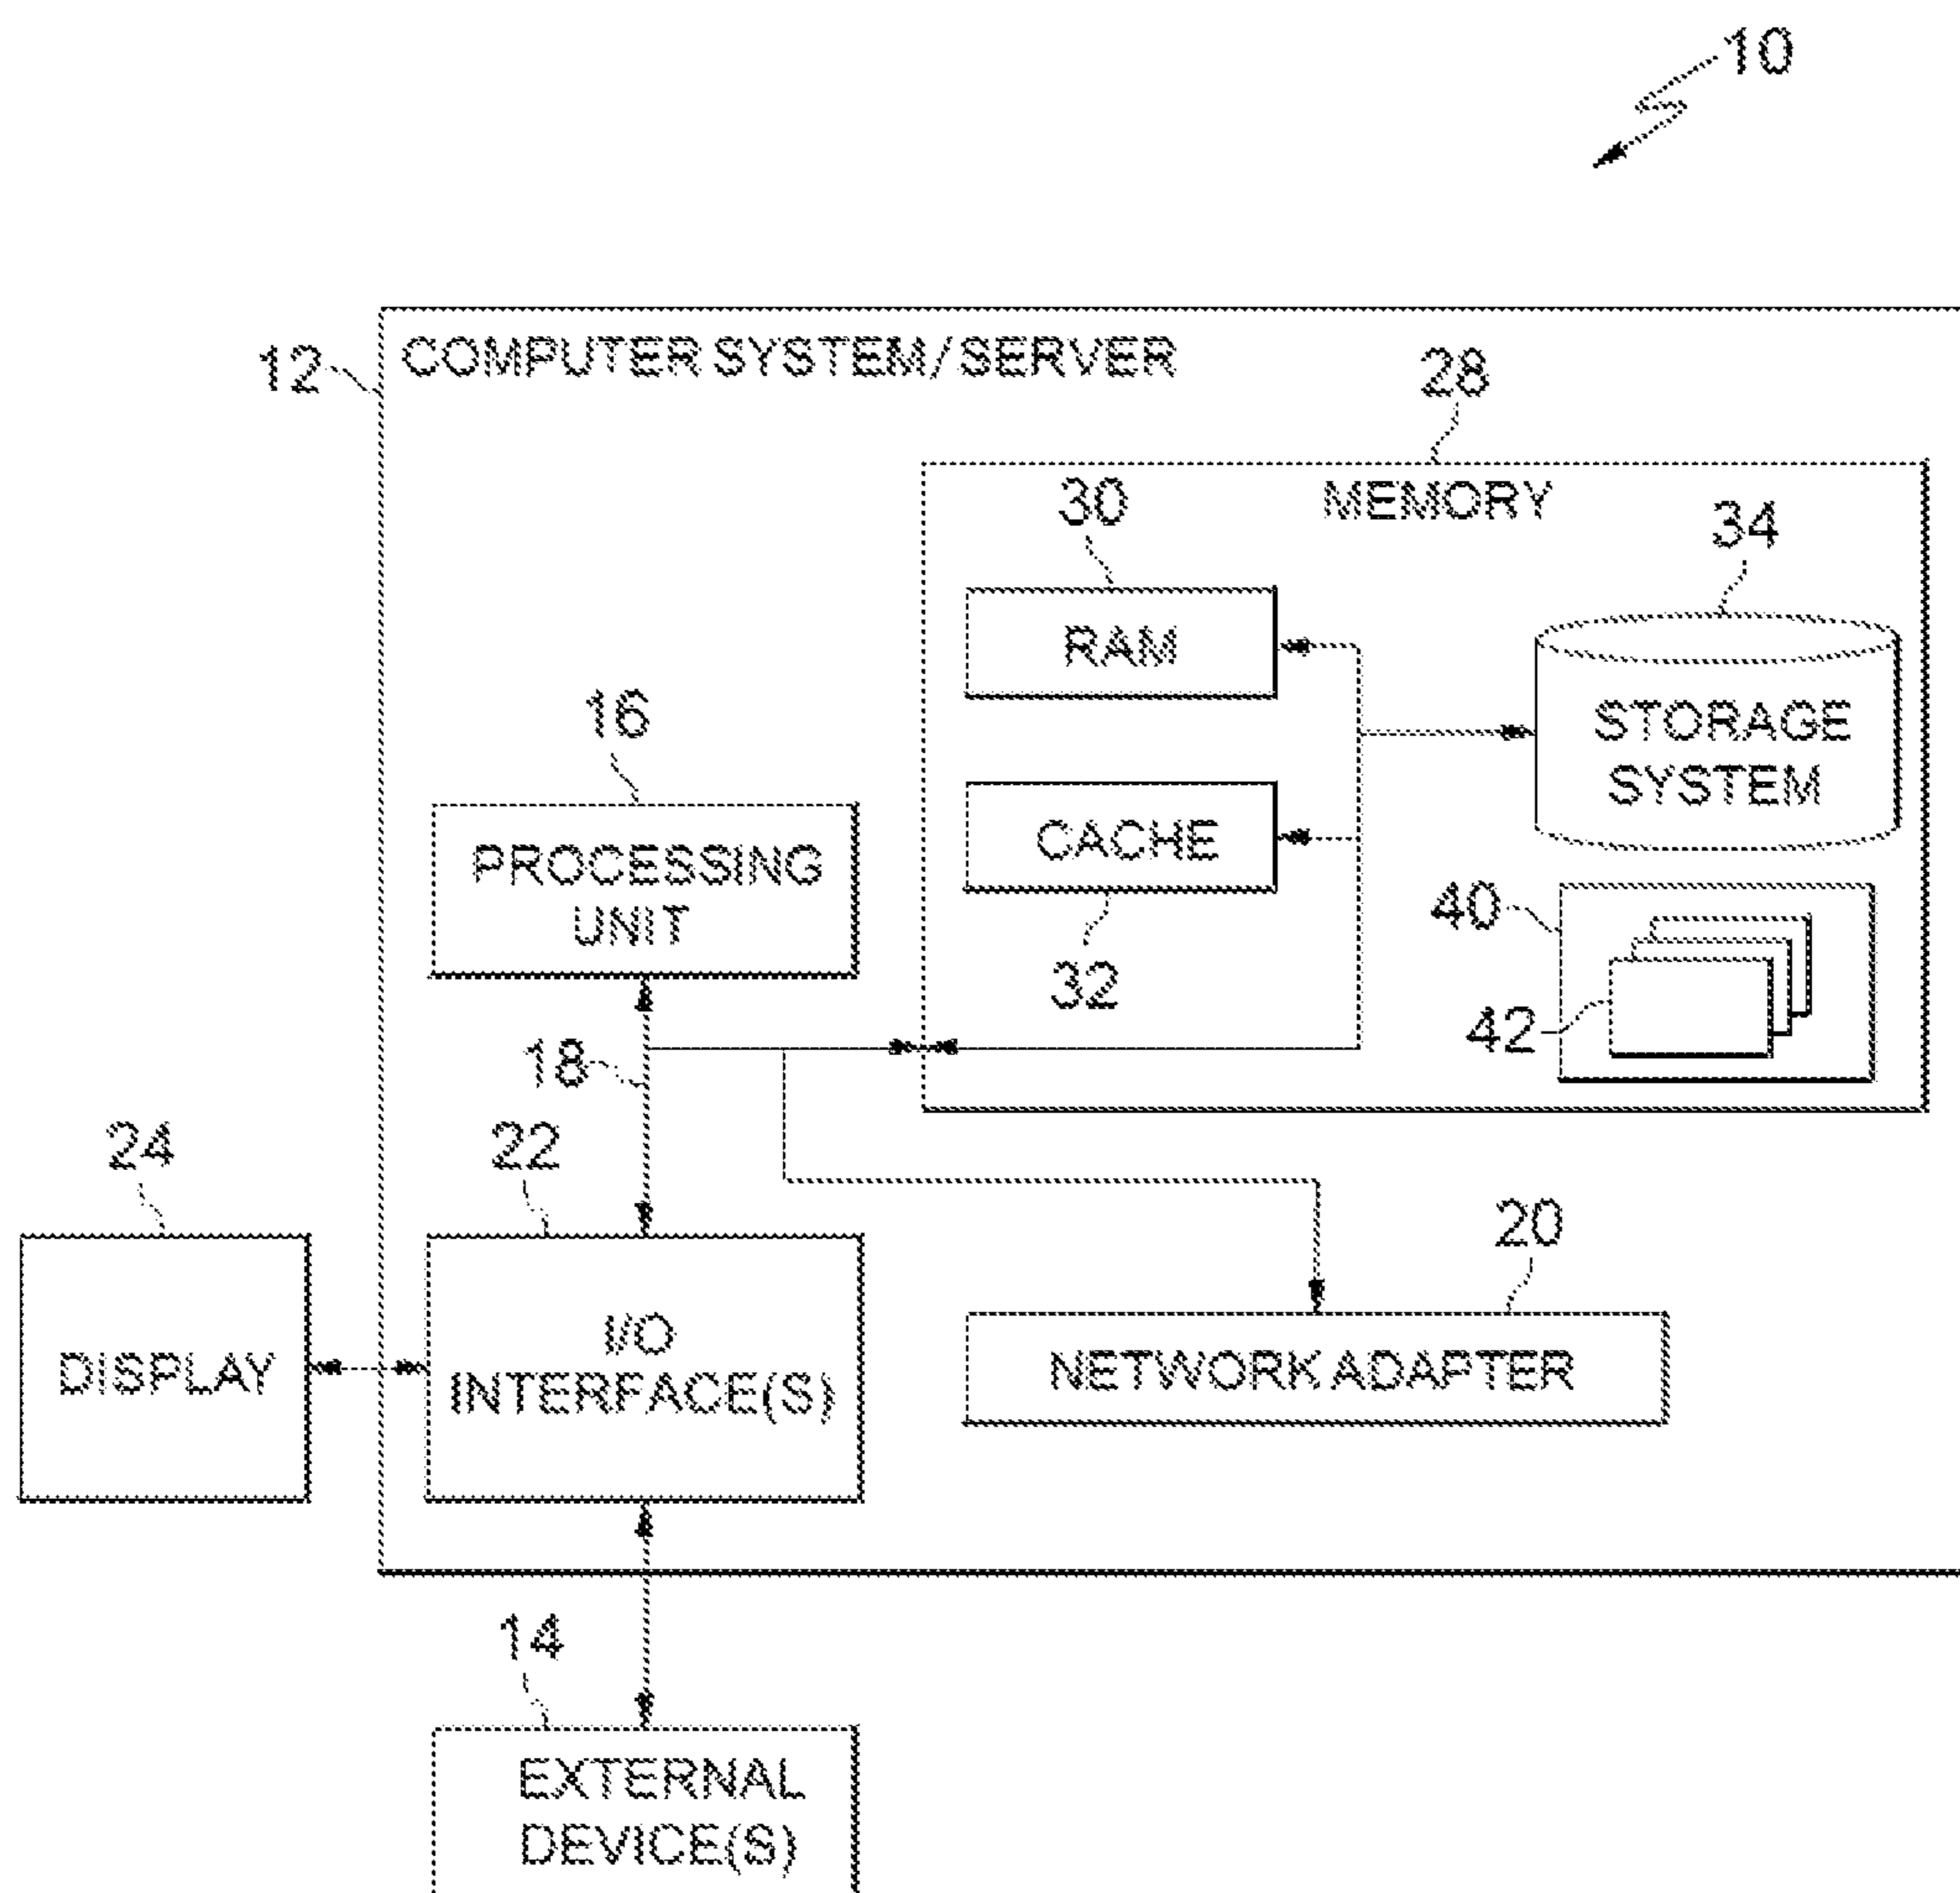 10
12
COMPUTER SYSTEM/SERVER
28
MEMORY
30
34
RAM
STORAGE
SYSTEM
16
PROCESSING
UNIT
CACHE
32
40
42
18
24
22
20
DISPLAY
I/O
INTERFACE(S)
NETWORK ADAPTER
14
EXTERNAL
DEVICE(S)